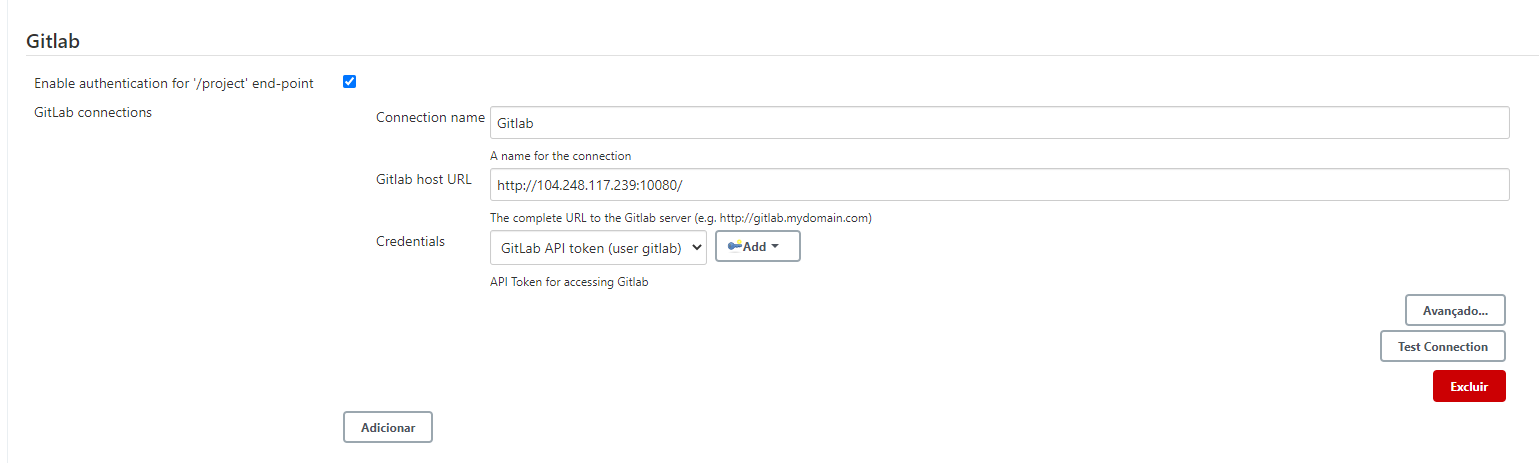 Gitlab
Enable authentication for '/project' end-point
GitLab connections
Connection name
Gitlab
A name for the connection
Gitlab host URL
http://104.248.117.239:10080/
The complete URL to the Gitlab server (e.g. http://gitlab.mydomain.com)
Credentials
GitLab API token (user gitlab)
Add
API Token for accessing Gitlab
Avançado...
Test Connection
Excluir
Adicionar